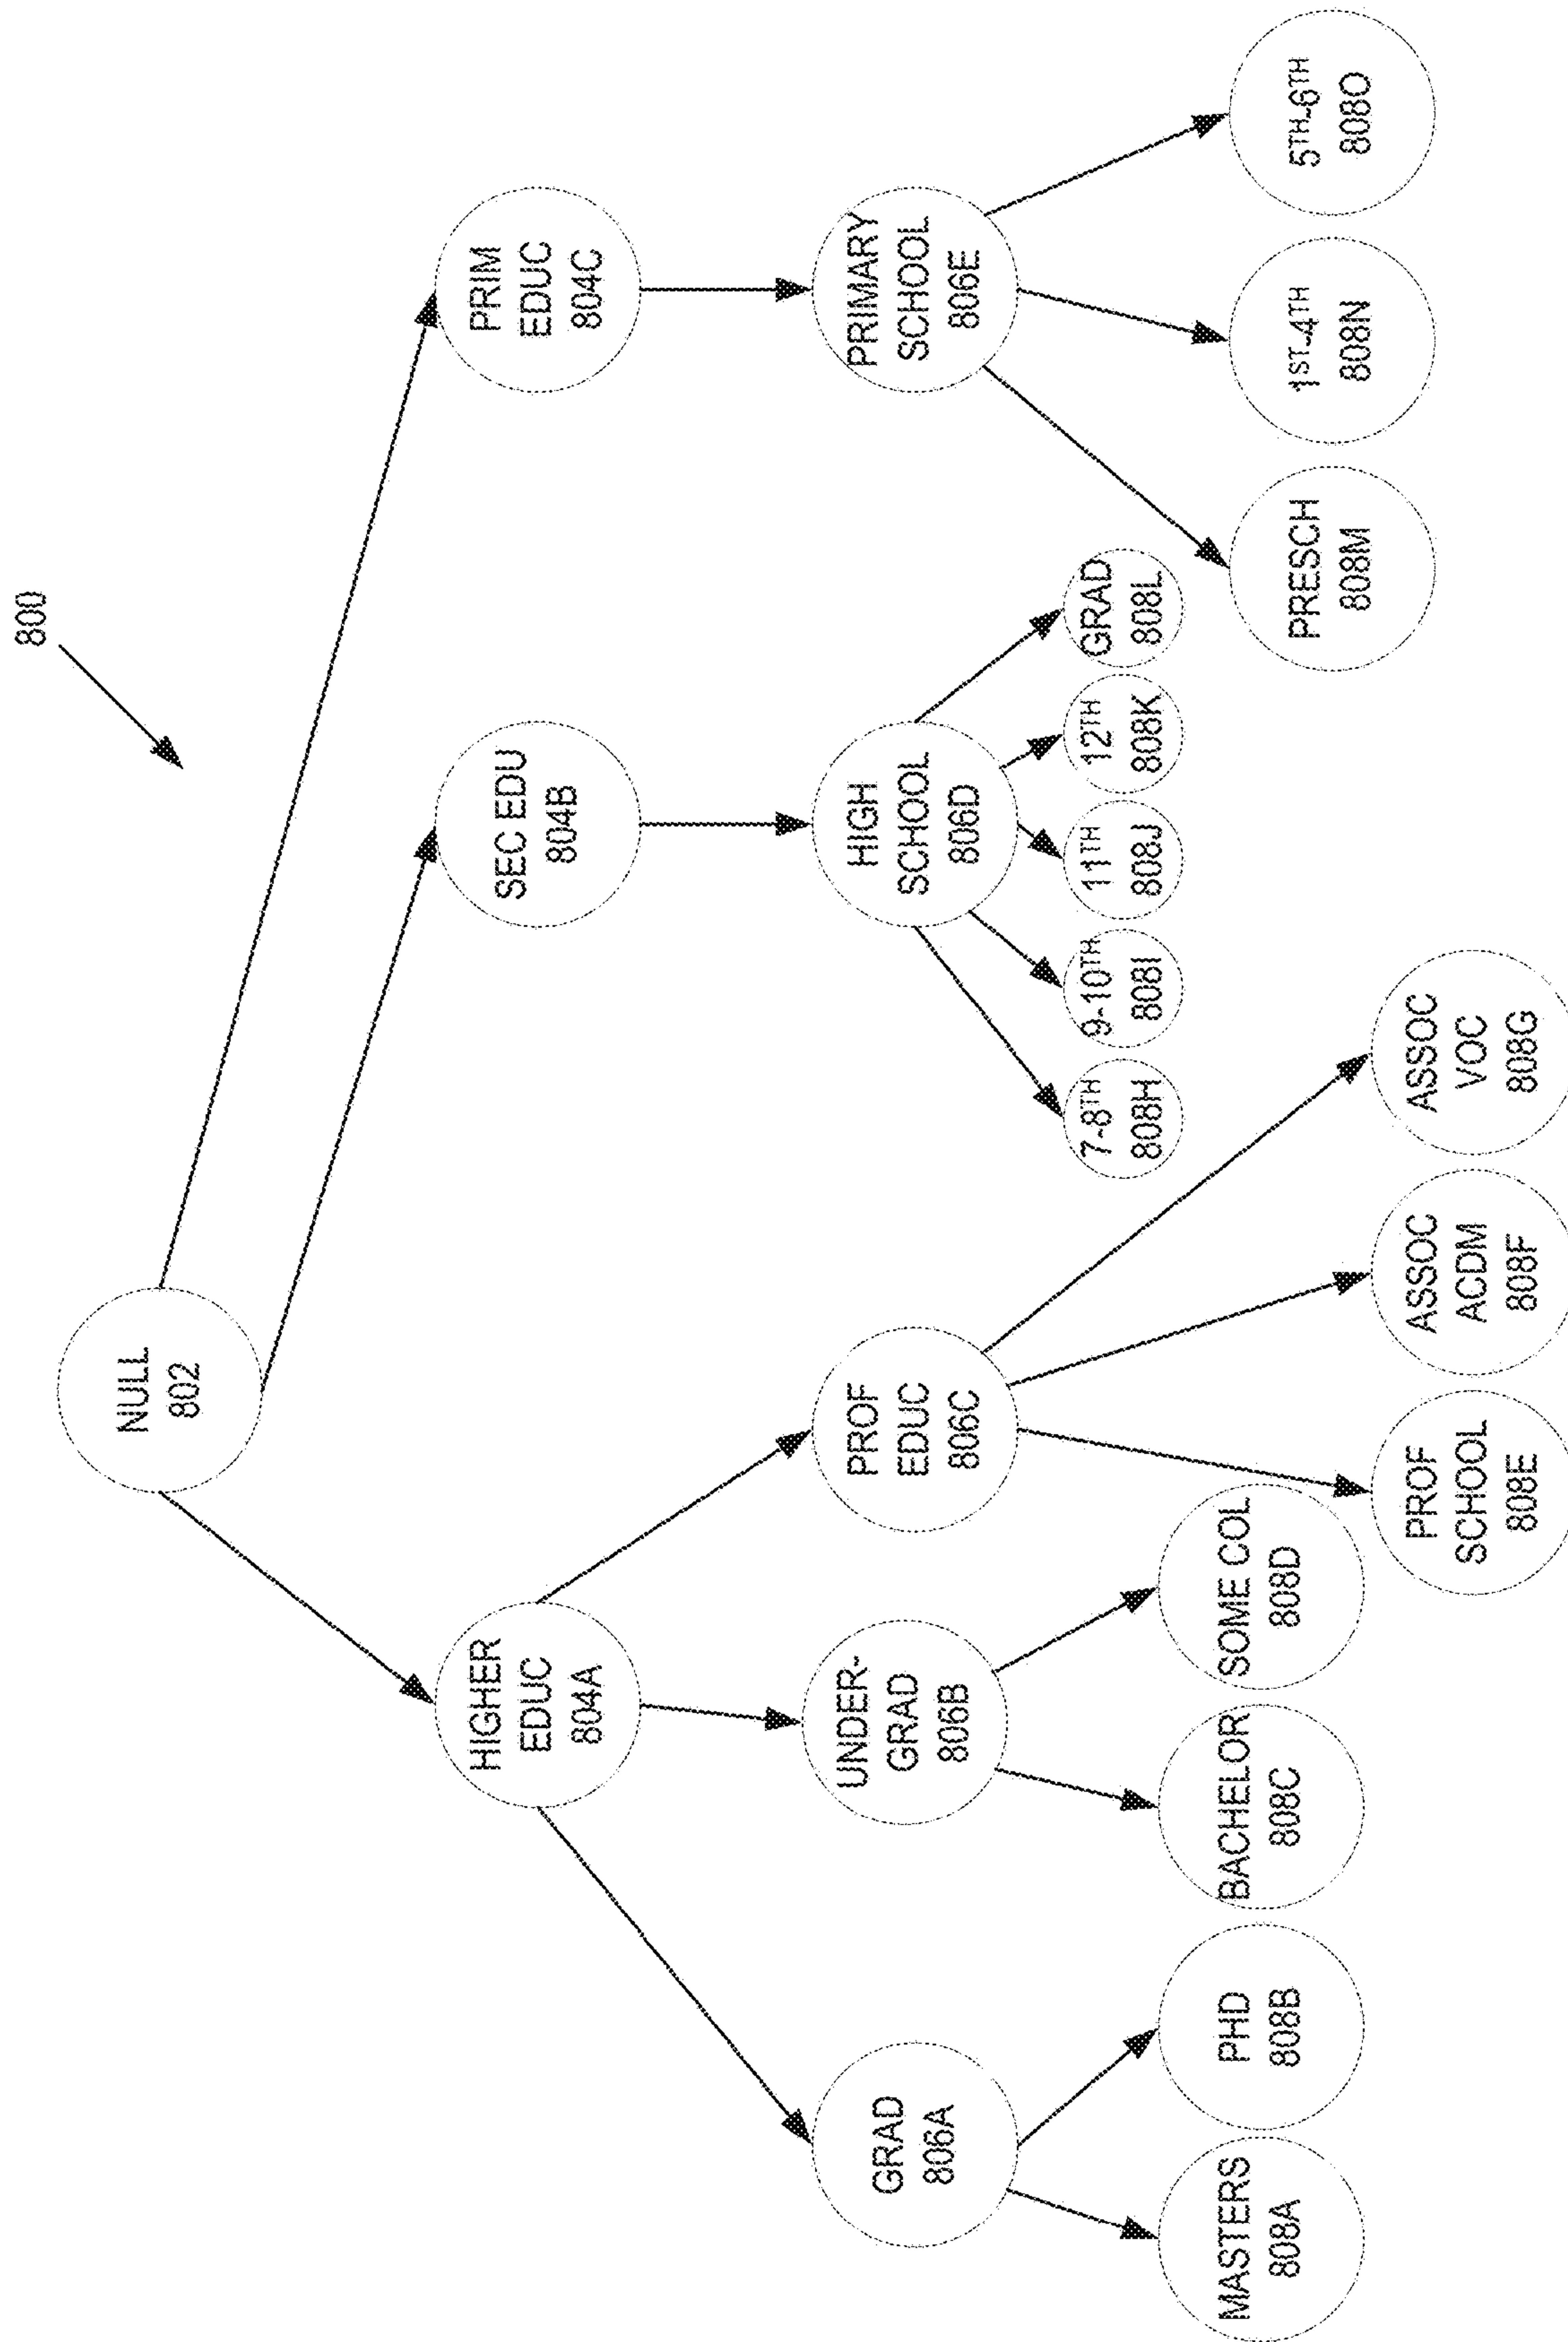 800
NULL
802
HIGHER
EDUC
804A
SEC EDU
804B
PRIM
EDUC
804C
GRAD
806A
UNDER-
GRAD
806B
PROF
EDUC
806C
HIGH
SCHOOL
806D
PRIMARY
SCHOOL
806E
MASTERS
808A
PHD
808B
BACHELOR
808C
SOME COL
808D
PROF
SCHOOL
808E
ASSOC
ACDM
808F
ASSOC
VOC
808G
7-8TH
808H
9-10TH
808I
11TH
808J
12TH
808K
GRAD
808L
PRESCH
808M
1ST-4TH
808N
5TH-6TH
808O